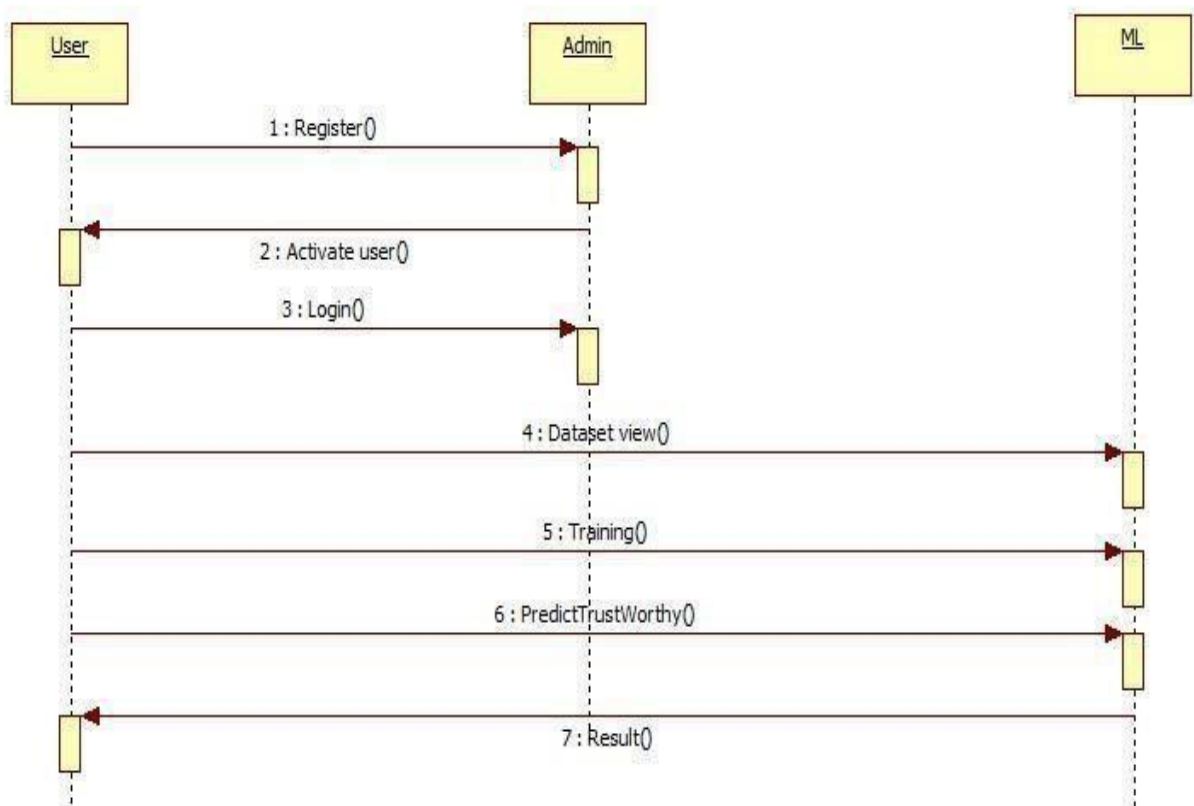 User
Admin
ML
1 : Register()
2 : Activate user()
3 : Login()
4 : Dataset view()
5 : Training()
6 : PredictTrustWorthy()
7 : Result()